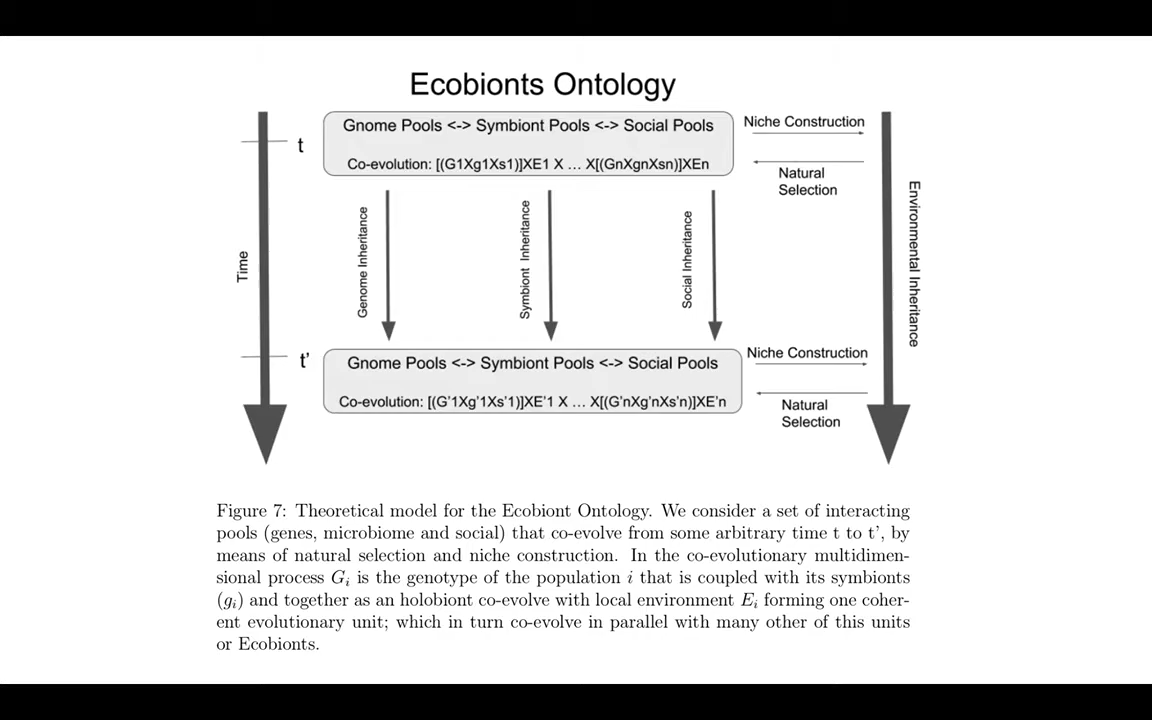 Ecobionts Ontology
Gnome Pools <-> Symbiont Pools <-> Social Pools
Co-evolution: [(G1Xg1Xs1)]XE1 X … X[(GnXgnXsn)]XEn
Niche Construction
Natural
Selection
t
Time
Genome Inheritance
Symbiont Inheritance
Social Inheritance
Environmental Inheritance
t'
Gnome Pools <-> Symbiont Pools <-> Social Pools
Co-evolution: [(G'1Xg'1Xs'1)]XE'1 X … X[(G'nXg'nXs'n)]XE'n
Niche Construction
Natural
Selection
Figure 7: Theoretical model for the Ecobiont Ontology. We consider a set of interacting
pools (genes, microbiome and social) that co-evolve from some arbitrary time t to t', by
means of natural selection and niche construction. In the co-evolutionary multidimen-
sional process Gi is the genotype of the population i that is coupled with its symbionts
(gi) and together as an holobiont co-evolve with local environment Ei forming one coher-
ent evolutionary unit; which in turn co-evolve in parallel with many other of this units
or Ecobionts.